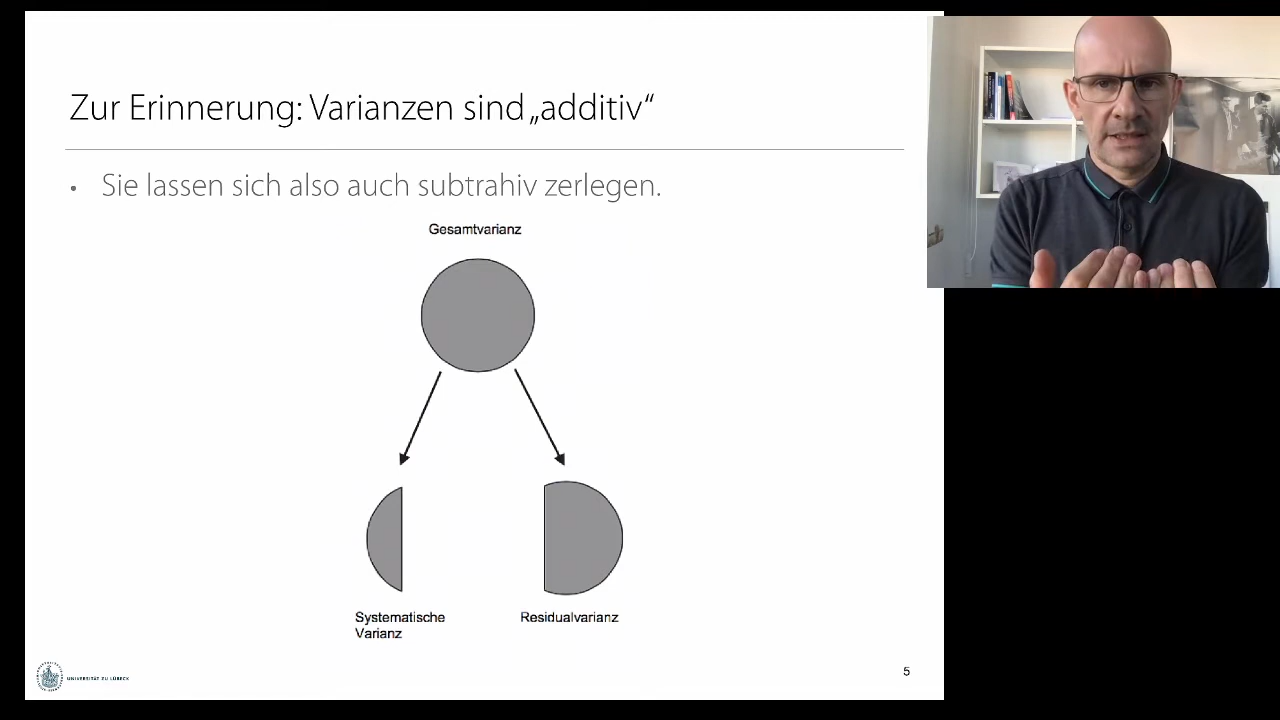 Zur Erinnerung: Varianzen sind „additiv“
• Sie lassen sich also auch subtrahiv zerlegen.
Gesamtvarianz
Systematische
Varianz
Residualvarianz
UNIVERSITÄT ZU LÜBECK
5